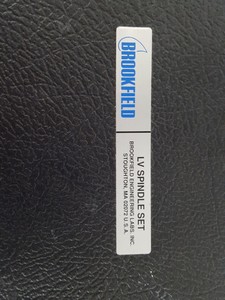 BROOKFIELD
LV SPINDLE SET
BROOKFIELD ENGINEERING LABS, INC.
STOUGHTON, MA 02072 U.S.A.